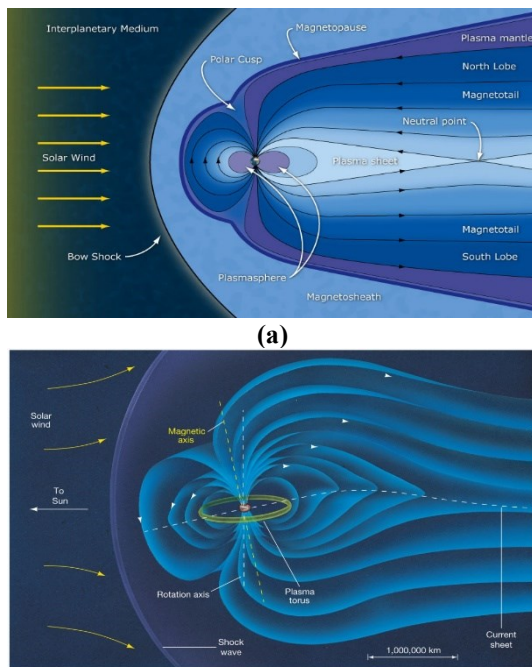 Interplanetary Medium
Magnetopause
Plasma mantle
Polar Cusp
North Lobe
Magnetotail
Neutral point
Solar Wind
Plasma sheet
Magnetotail
Bow Shock
Plasmasphere
South Lobe
Magnetosheath
(a)
Solar
wind
Magnetic
axis
To
Sun
Rotation axis
Plasma
torus
Current
sheet
Shock
wave
1,000,000 km